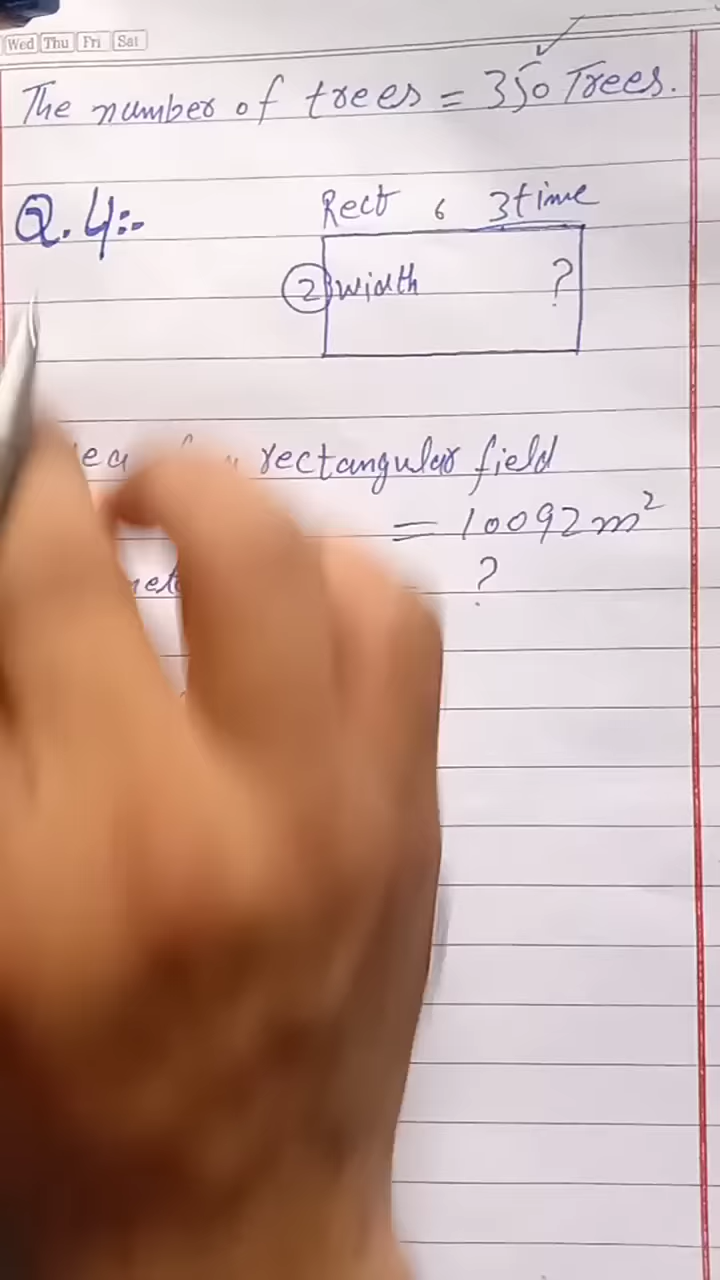 Wed Thu Fri Sat
The number of trees = 350 Trees.
Q.4:-
Rect 6 3time
2 width ?
rectangular field
= 10092 m²
?